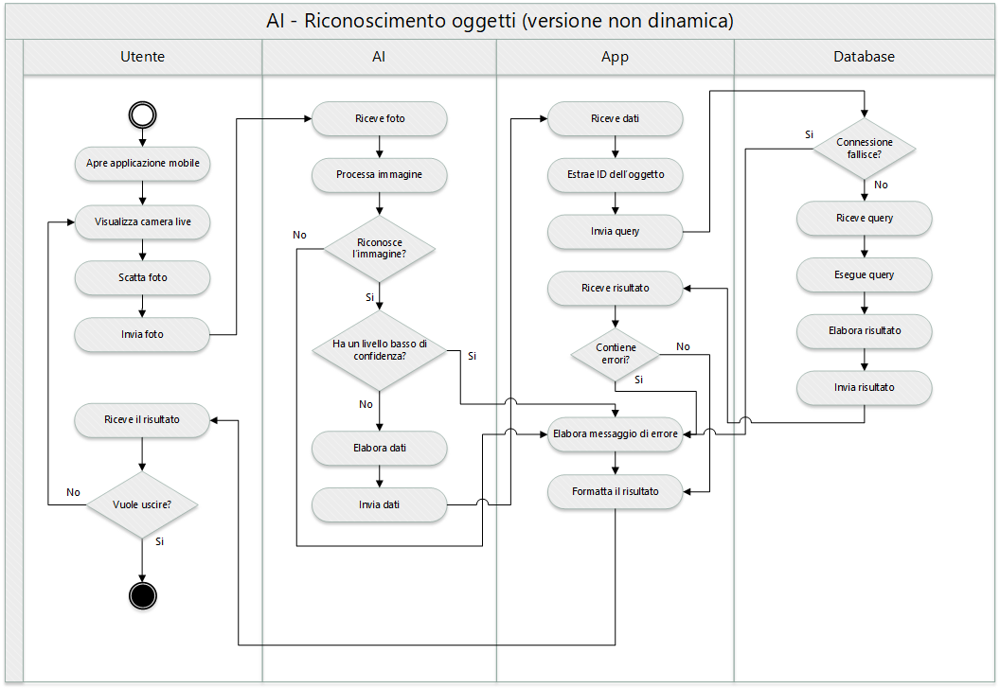 AI - Riconoscimento oggetti (versione non dinamica)
Utente
AI
App
Database
Apre applicazione mobile
Visualizza camera live
Scatta foto
Invia foto
Riceve il risultato
Vuole uscire?
No
Si
Riceve foto
Processa immagine
Riconosce
l'immagine?
No
Si
Ha un livello basso di
confidenza?
Si
No
Elabora dati
Invia dati
Riceve dati
Estrae ID dell'oggetto
Invia query
Riceve risultato
Contiene
errori?
No
Si
Elabora messaggio di errore
Formatta il risultato
Connessione
fallisce?
Si
No
Riceve query
Esegue query
Elabora risultato
Invia risultato